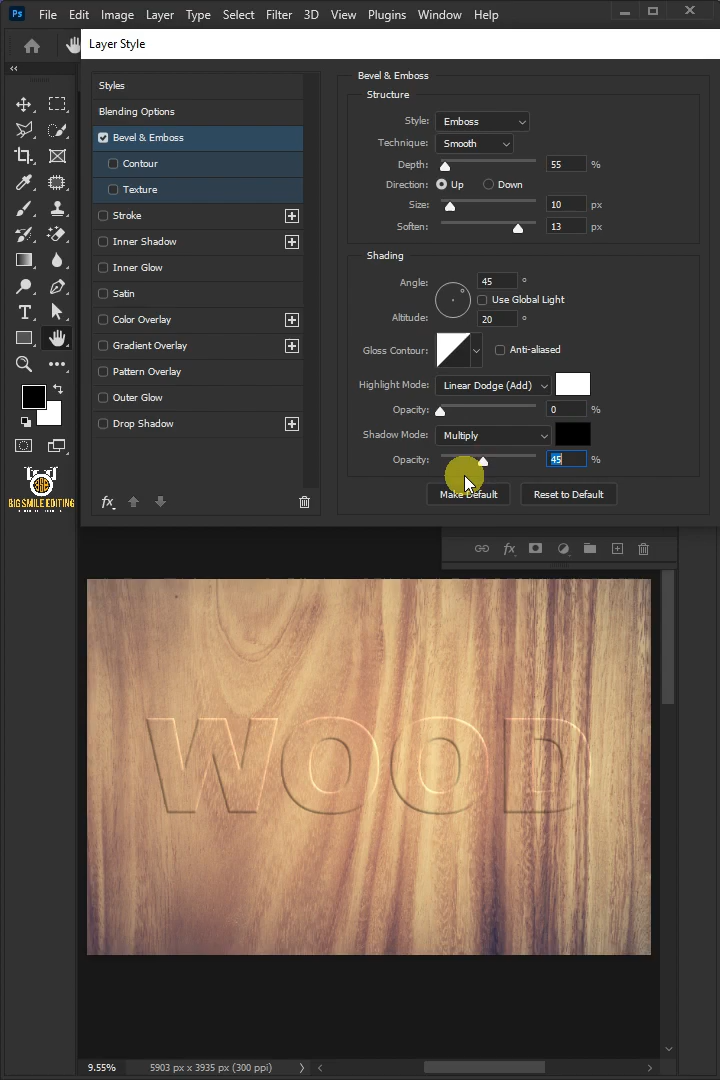 Ps File Edit Image Layer Type Select Filter 3D View Plugins Window Help
Layer Style
Styles
Blending Options
Bevel & Emboss
Contour
Texture
Stroke
Inner Shadow
Inner Glow
Satin
Color Overlay
Gradient Overlay
Pattern Overlay
Outer Glow
Drop Shadow
fx
Bevel & Emboss
Structure
Style: Emboss
Technique: Smooth
Depth: 55 %
Direction: Up Down
Size: 10 px
Soften: 13 px
Shading
Angle: 45 °
Use Global Light
Altitude: 20 °
Gloss Contour: Anti-aliased
Highlight Mode: Linear Dodge (Add)
Opacity: 0 %
Shadow Mode: Multiply
Opacity: 45 %
Make Default Reset to Default
BIG SMILE EDITING
fx
WOOD
9.55% 5903 px x 3935 px (300 ppi)